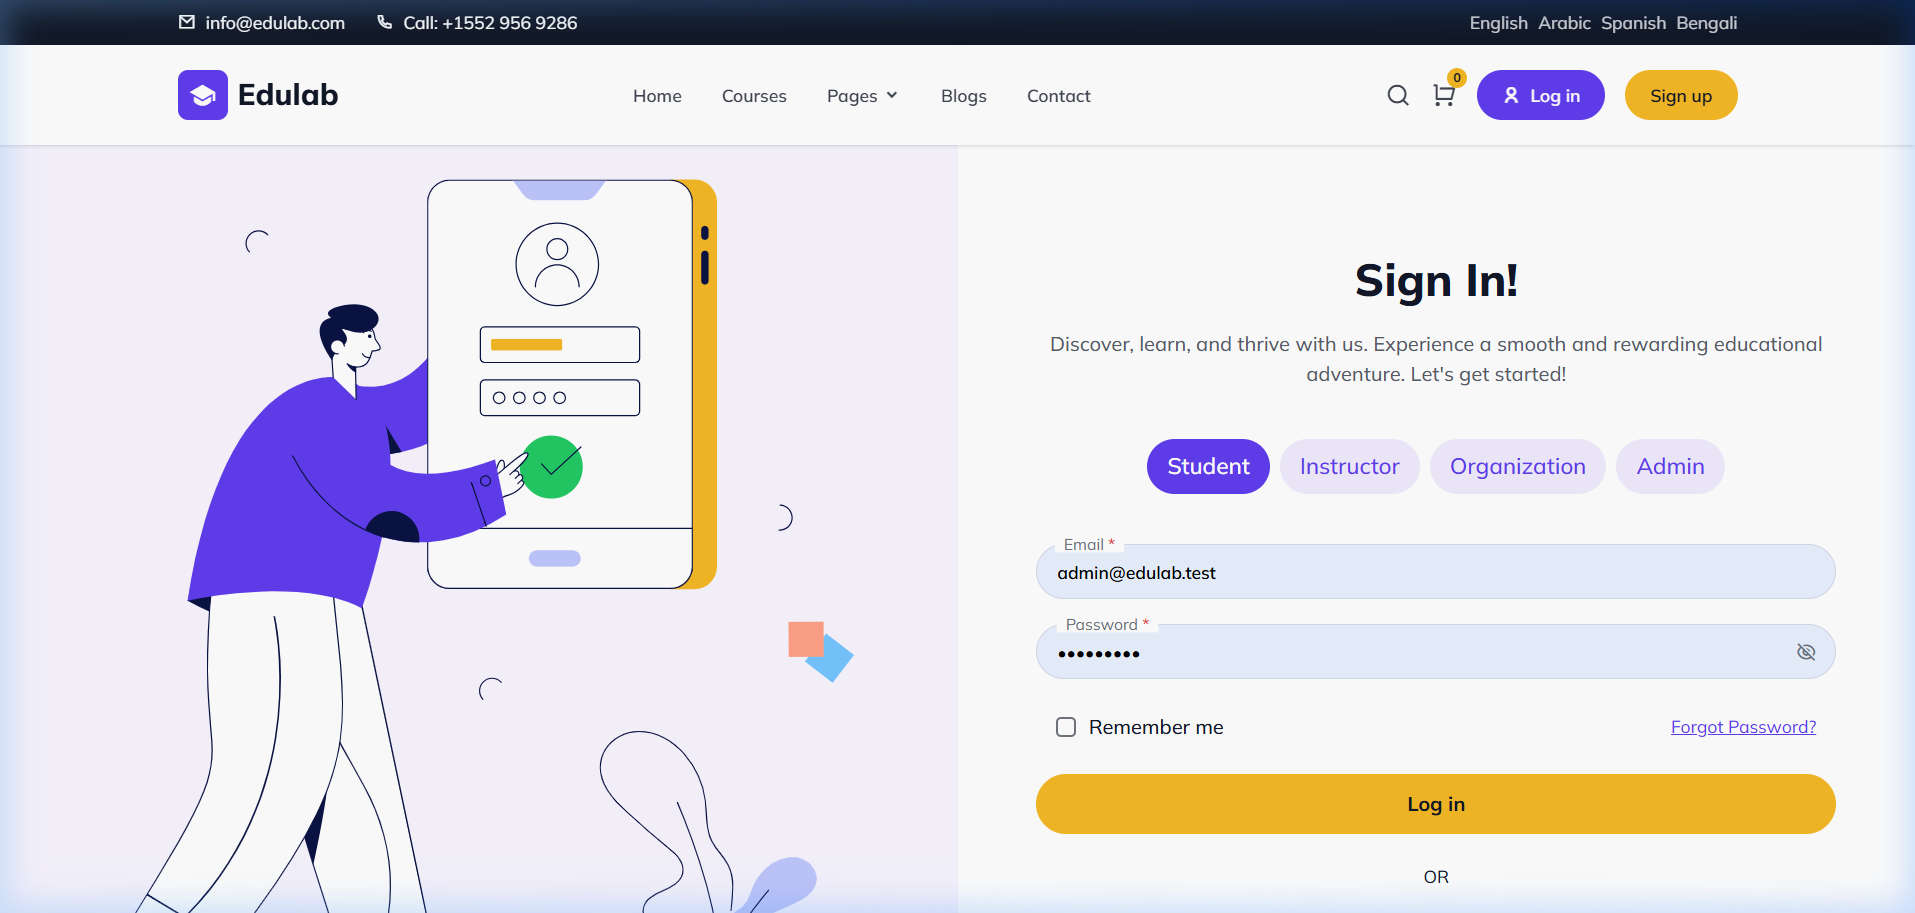 info@edulab.com Call: +1552 956 9286 English Arabic Spanish Bengali
Edulab Home Courses Pages Blogs Contact 0 Log in Sign up
Sign In!
Discover, learn, and thrive with us. Experience a smooth and rewarding educational
adventure. Let's get started!
Student Instructor Organization Admin
Email *
admin@edulab.test
Password *
•••••••••
Remember me Forgot Password?
Log in
OR